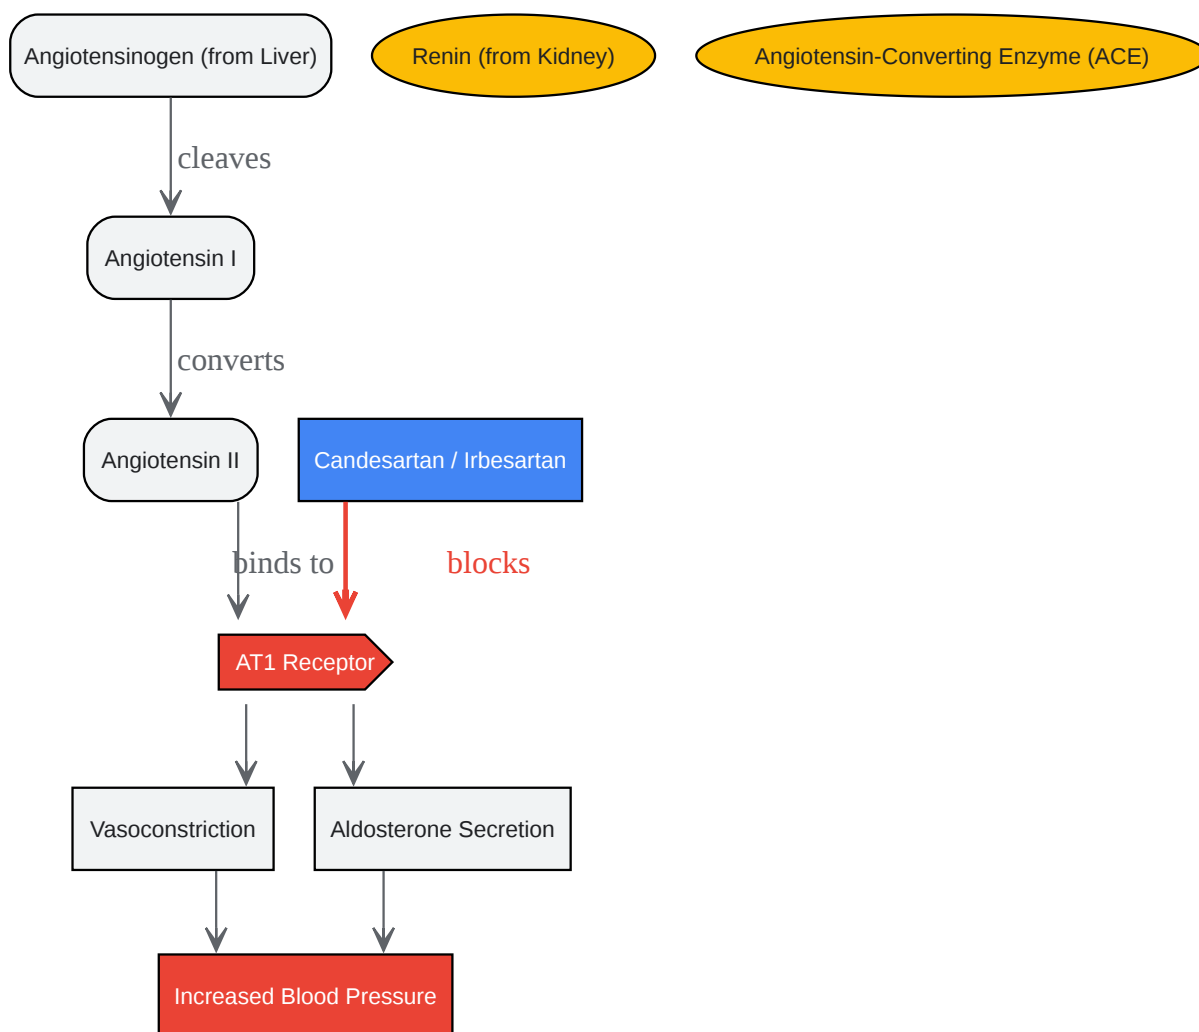 Angiotensinogen (from Liver)
Renin (from Kidney)
Angiotensin-Converting Enzyme (ACE)
cleaves
Angiotensin I
converts
Angiotensin II
Candesartan / Irbesartan
binds to
blocks
AT1 Receptor
Vasoconstriction
Aldosterone Secretion
Increased Blood Pressure